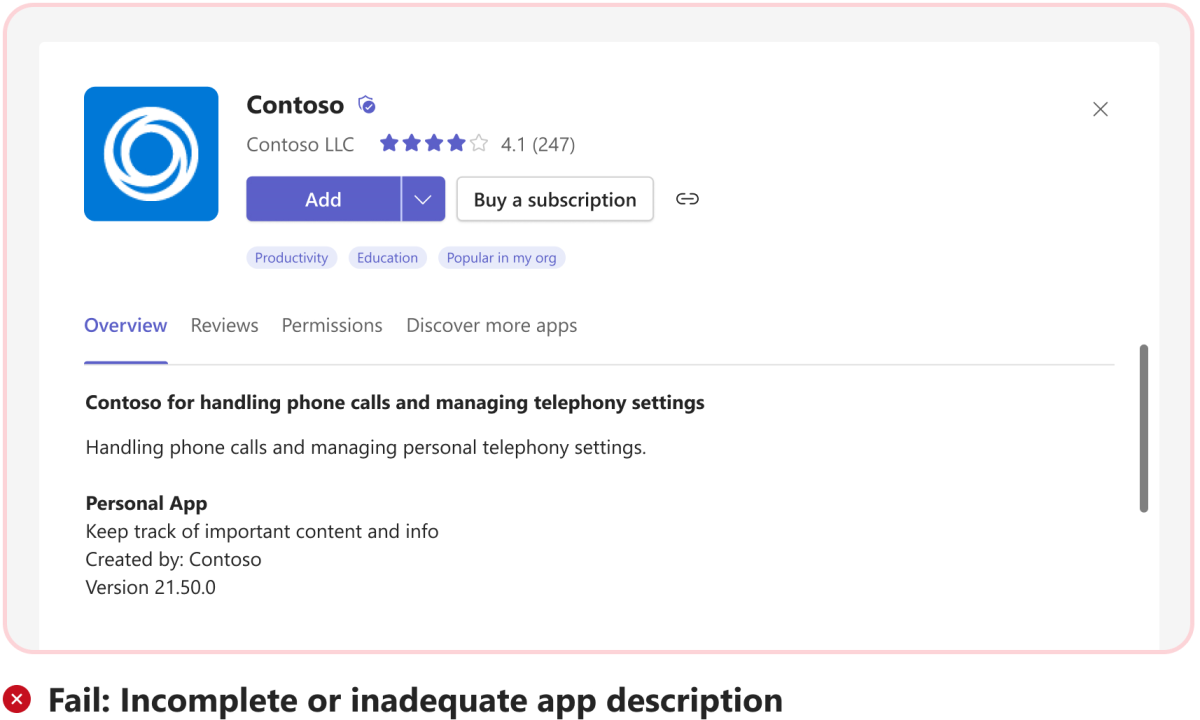 Contoso
Contoso LLC 4.1 (247)
Add Buy a subscription
Productivity Education Popular in my org
Overview Reviews Permissions Discover more apps
Contoso for handling phone calls and managing telephony settings
Handling phone calls and managing personal telephony settings.
Personal App
Keep track of important content and info
Created by: Contoso
Version 21.50.0
Fail: Incomplete or inadequate app description